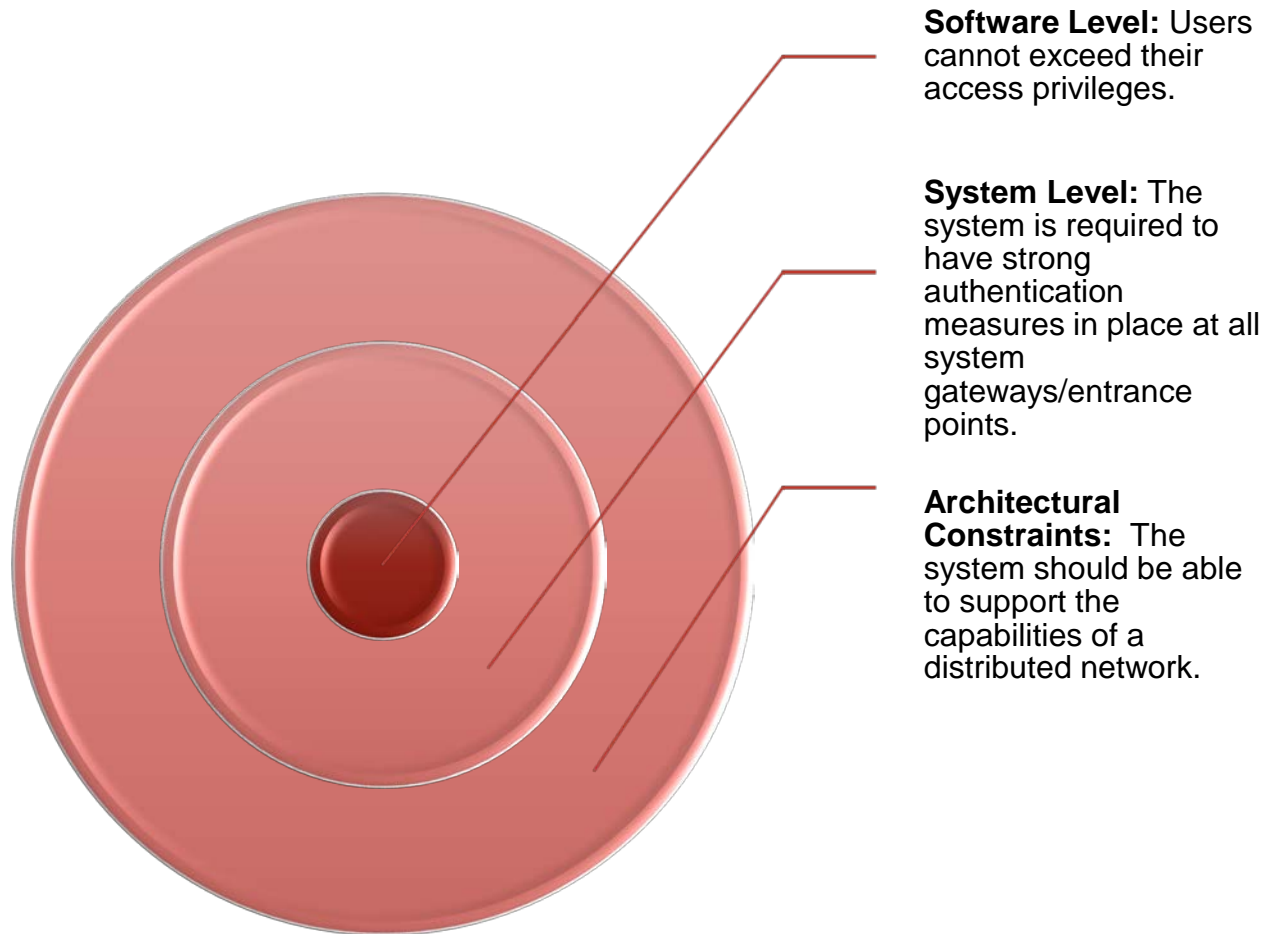 Software Level: Users
cannot exceed their
access privileges.
System Level: The
system is required to
have strong
authentication
measures in place at all
system
gateways/entrance
points.
Architectural
Constraints:  The
system should be able
to support the
capabilities of a
distributed network.